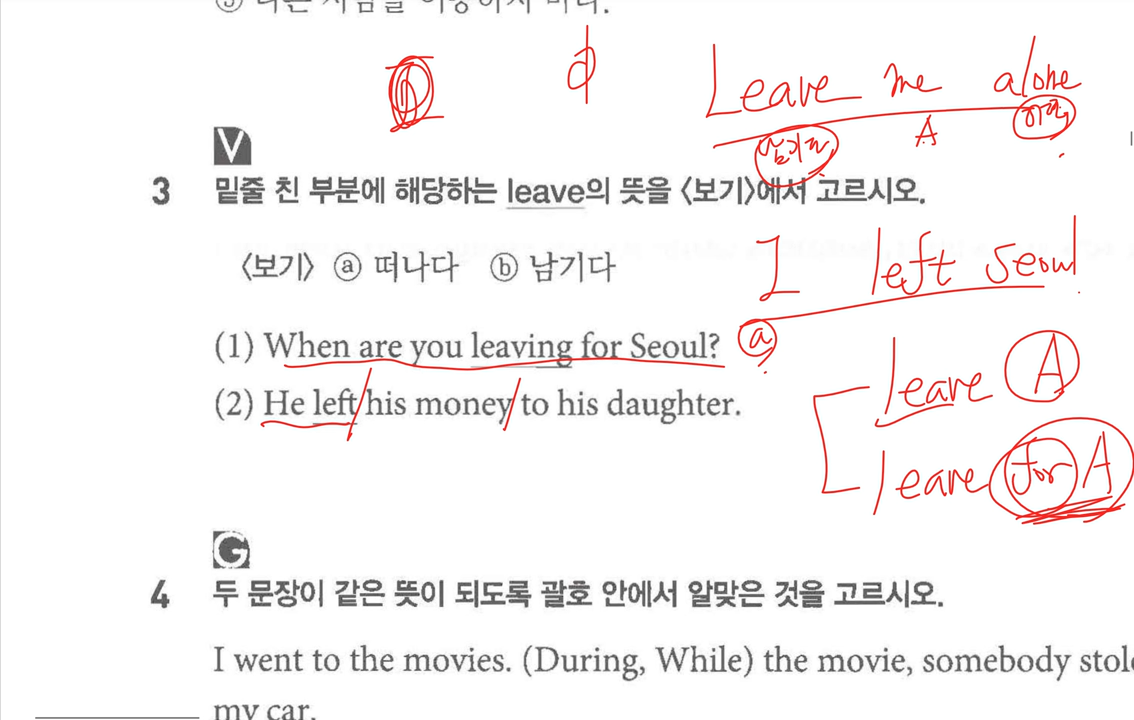 Leave me alone
남기다 A
V
3 밑줄 친 부분에 해당하는 leave의 뜻을 〈보기〉에서 고르시오.
〈보기〉 ⓐ 떠나다 ⓑ 남기다
I left Seoul
(1) When are you leaving for Seoul? ⓐ
leave A
(2) He left/his money/to his daughter.
leave for A
G
4 두 문장이 같은 뜻이 되도록 괄호 안에서 알맞은 것을 고르시오.
I went to the movies. (During, While) the movie, somebody stole
my car.